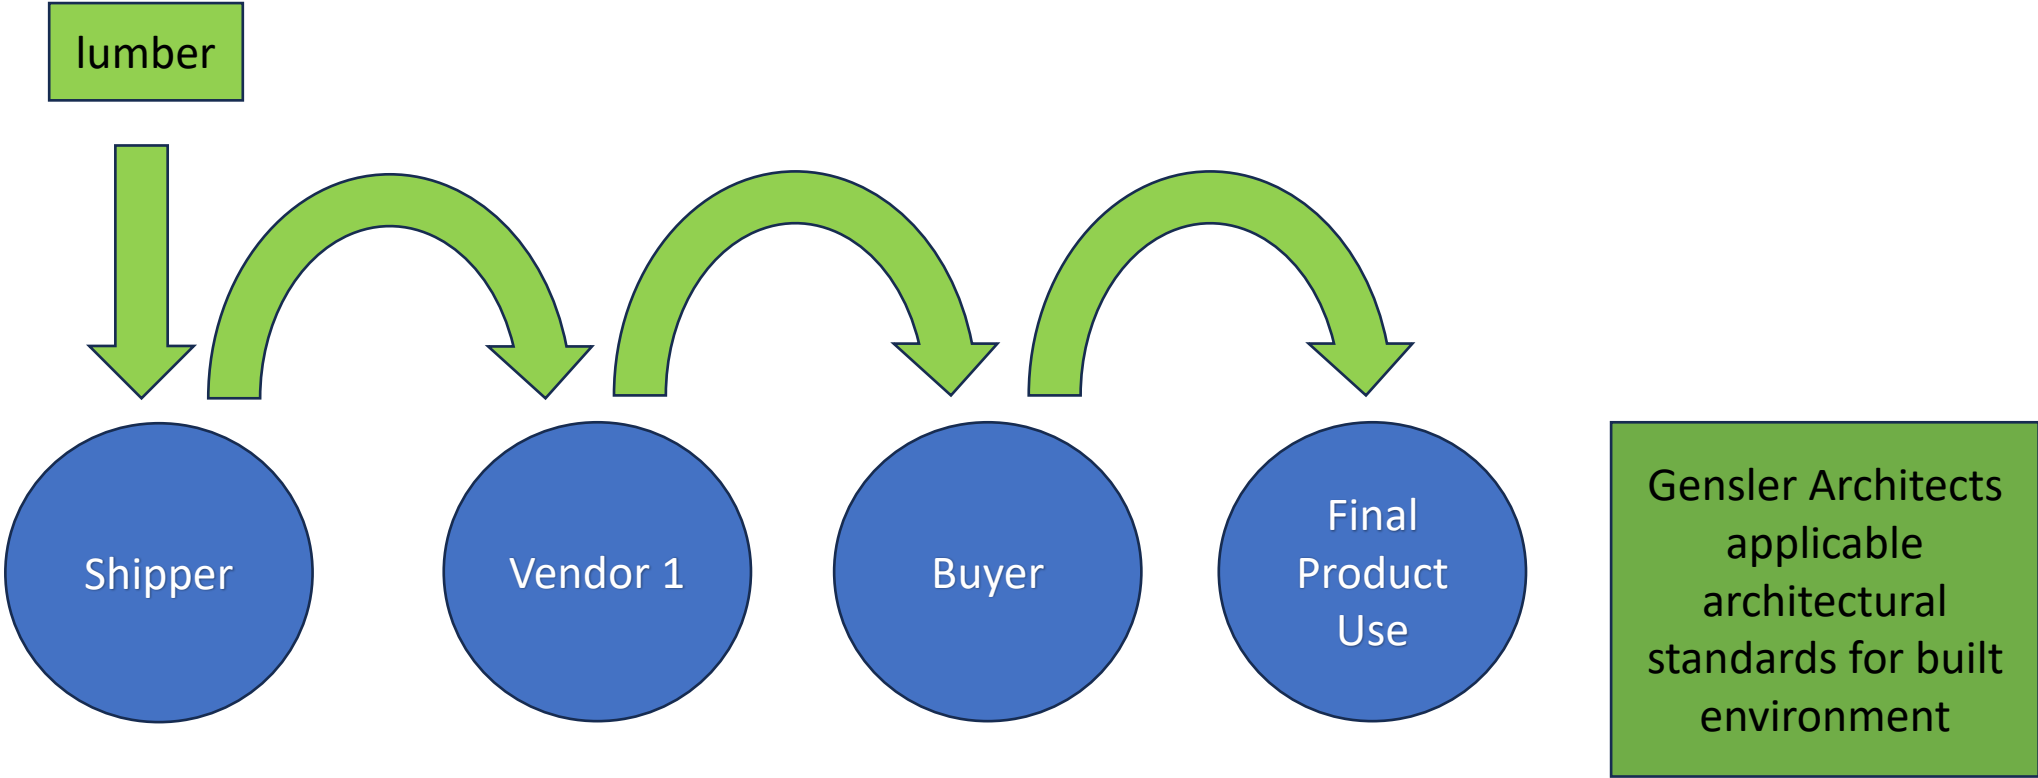 lumber
Shipper
Vendor 1
Buyer
Final
Product
Use
Gensler Architects
applicable
architectural
standards for built
environment